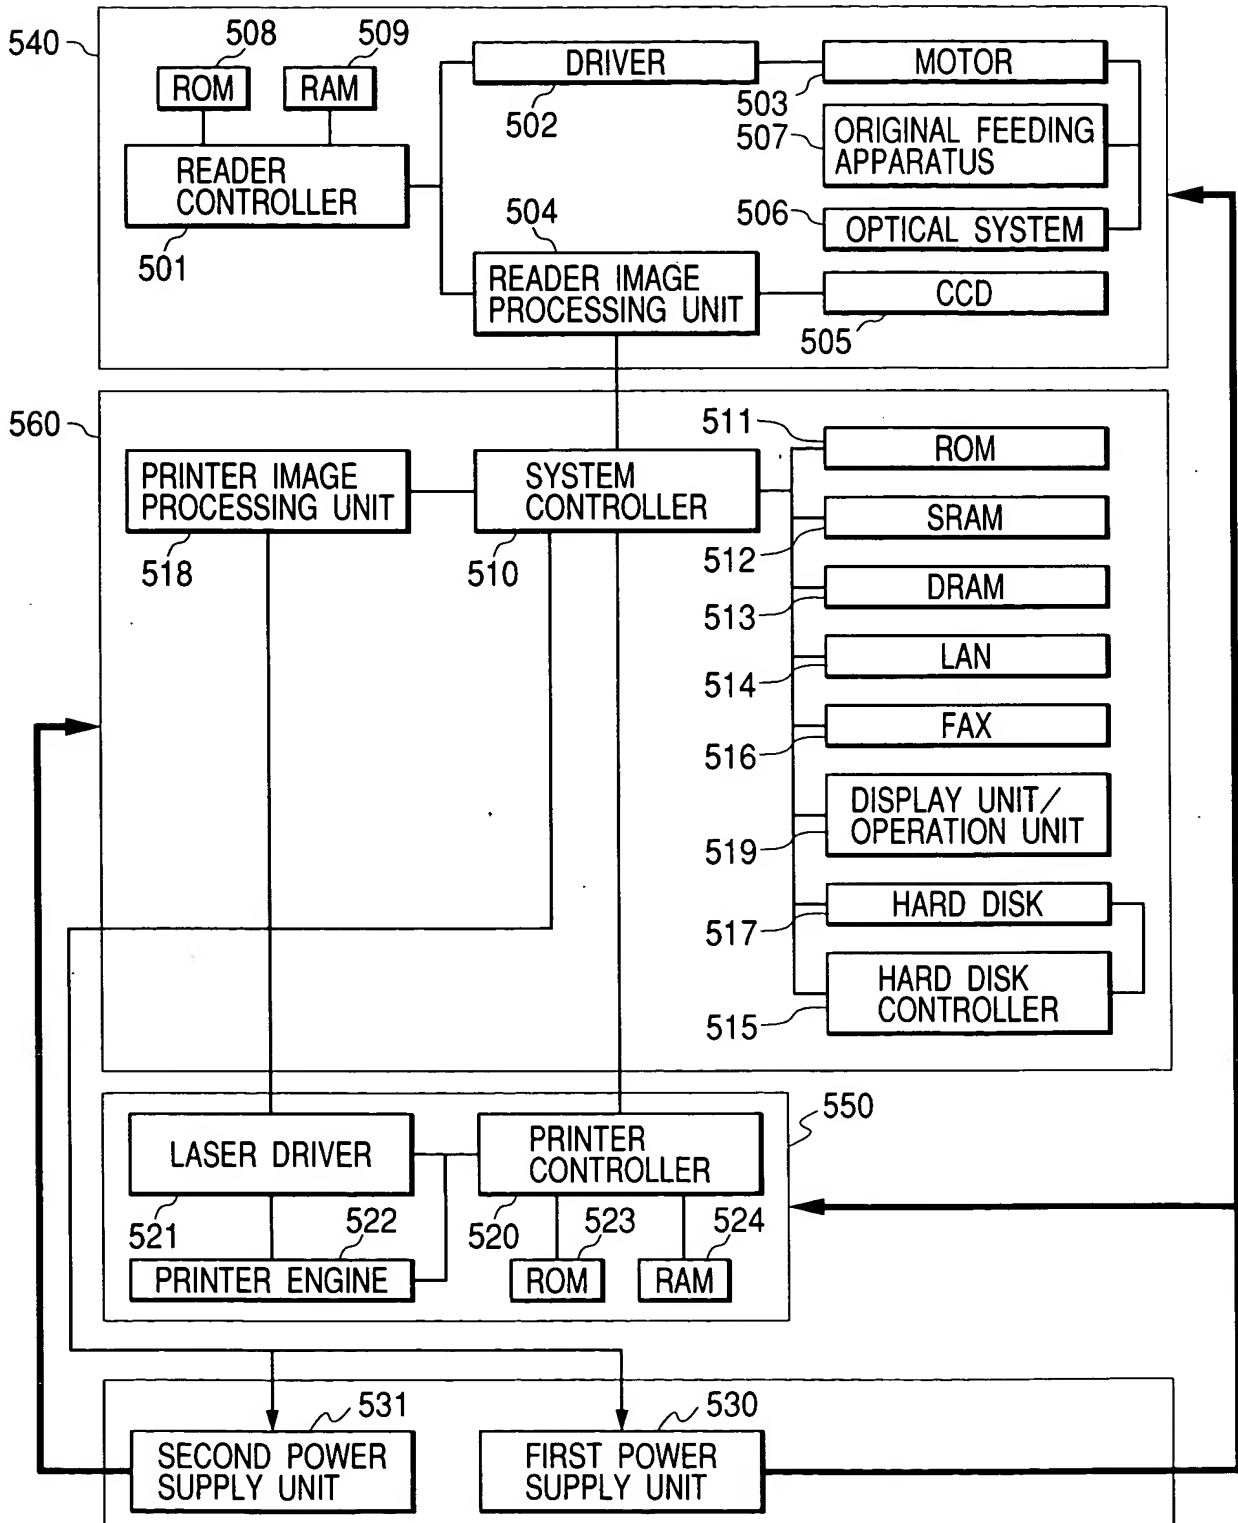 540
508
509
ROM
RAM
DRIVER
MOTOR
502
503
507
ORIGINAL FEEDING
APPARATUS
READER
CONTROLLER
501
504
506
OPTICAL SYSTEM
READER IMAGE
PROCESSING UNIT
CCD
505
560
PRINTER IMAGE
PROCESSING UNIT
518
SYSTEM
CONTROLLER
510
511
ROM
SRAM
512
DRAM
513
LAN
514
FAX
516
DISPLAY UNIT/
OPERATION UNIT
519
HARD DISK
517
HARD DISK
CONTROLLER
515
550
LASER DRIVER
PRINTER
CONTROLLER
521
522
520
523
524
PRINTER ENGINE
ROM
RAM
531
530
SECOND POWER
SUPPLY UNIT
FIRST POWER
SUPPLY UNIT